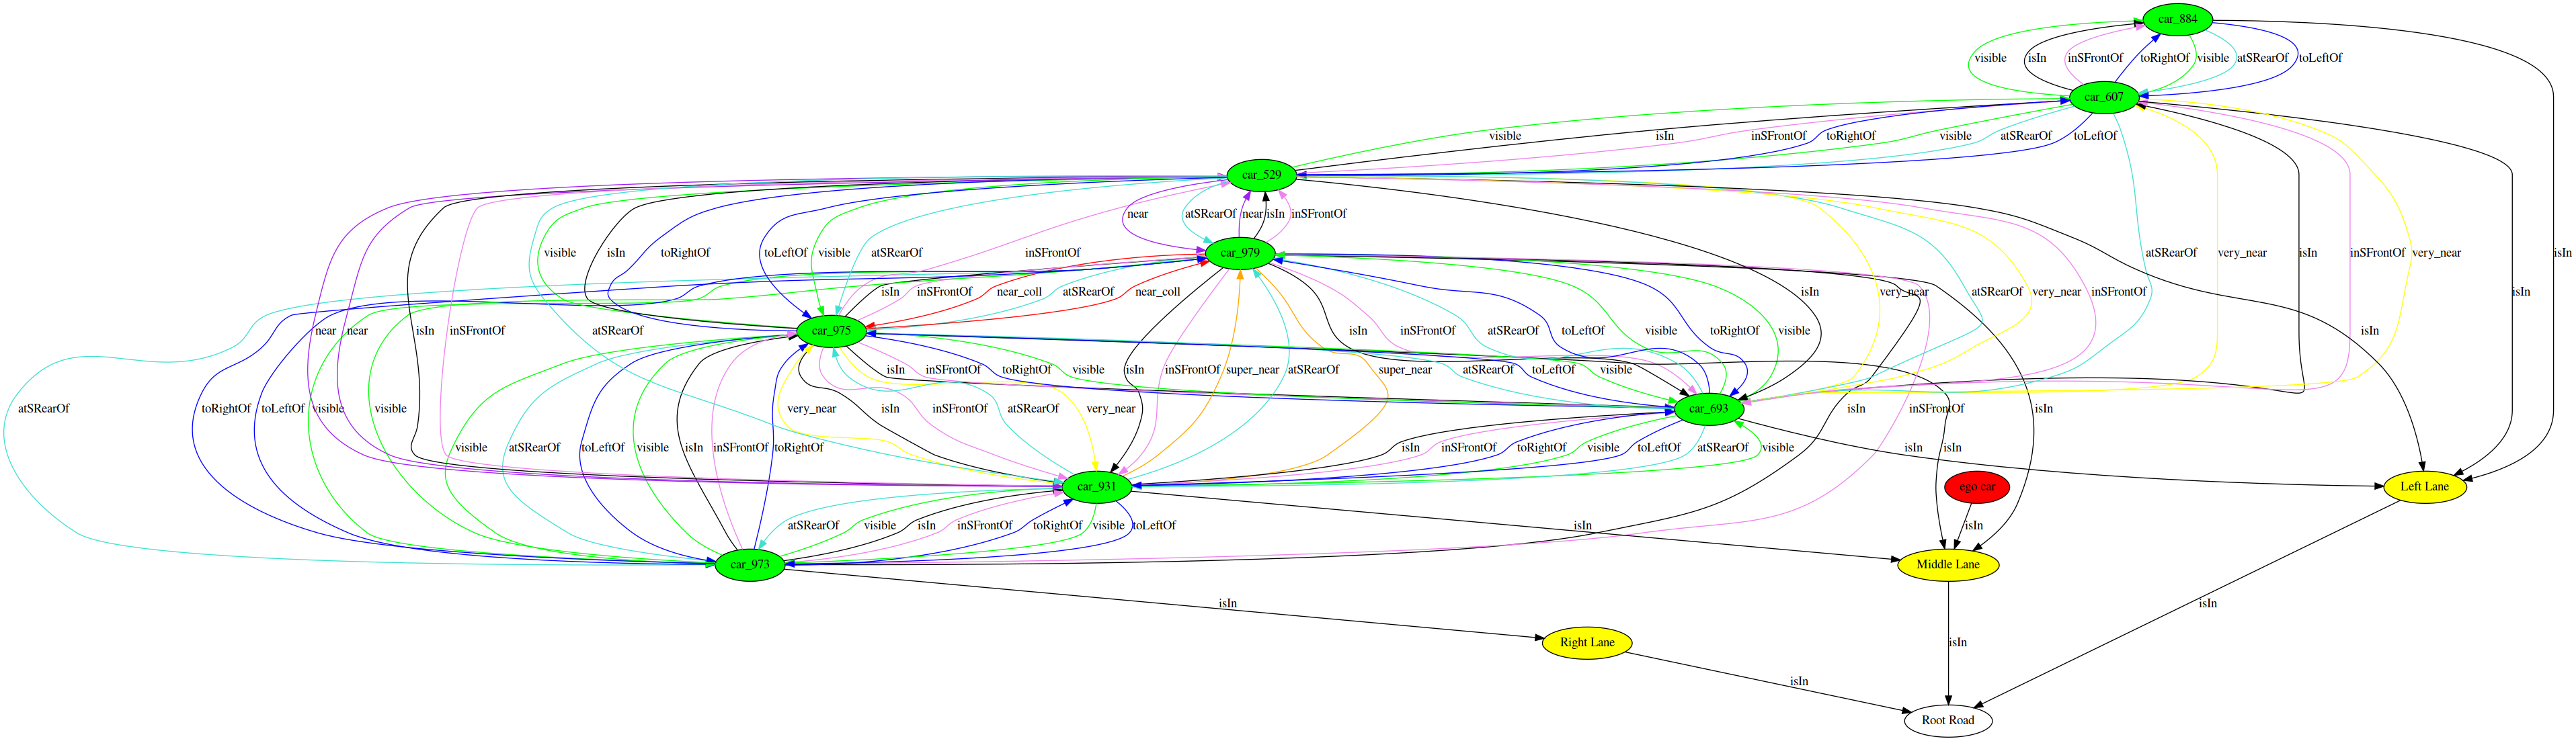 car_884
visible isIn inSFrontOf toRightOf visible atSRearOf toLeftOf
car_607
visible isIn inSFrontOf toRightOf visible atSRearOf toLeftOf
car_529
near atSRearOf near isIn inSFrontOf
car_979
visible isIn toRightOf toLeftOf visible atSRearOf inSFrontOf atSRearOf very_near isIn inSFrontOf very_near isIn
isIn inSFrontOf near_coll atSRearOf near_coll isIn atSRearOf very_near inSFrontOf isIn
car_975
near near isIn inSFrontOf atSRearOf isIn inSFrontOf atSRearOf toLeftOf visible toRightOf visible isIn
isIn inSFrontOf toRightOf visible isIn inSFrontOf super_near atSRearOf super_near atSRearOf toLeftOf visible
car_693
atSRearOf toRightOf toLeftOf visible visible very_near isIn inSFrontOf atSRearOf very_near isIn inSFrontOf isIn
visible atSRearOf toLeftOf visible isIn inSFrontOf toRightOf isIn inSFrontOf toRightOf visible toLeftOf atSRearOf visible isIn isIn
car_931
ego car
Left Lane
atSRearOf visible isIn inSFrontOf toRightOf visible toLeftOf isIn isIn
car_973
Middle Lane
isIn isIn
Right Lane
isIn
isIn
Root Road